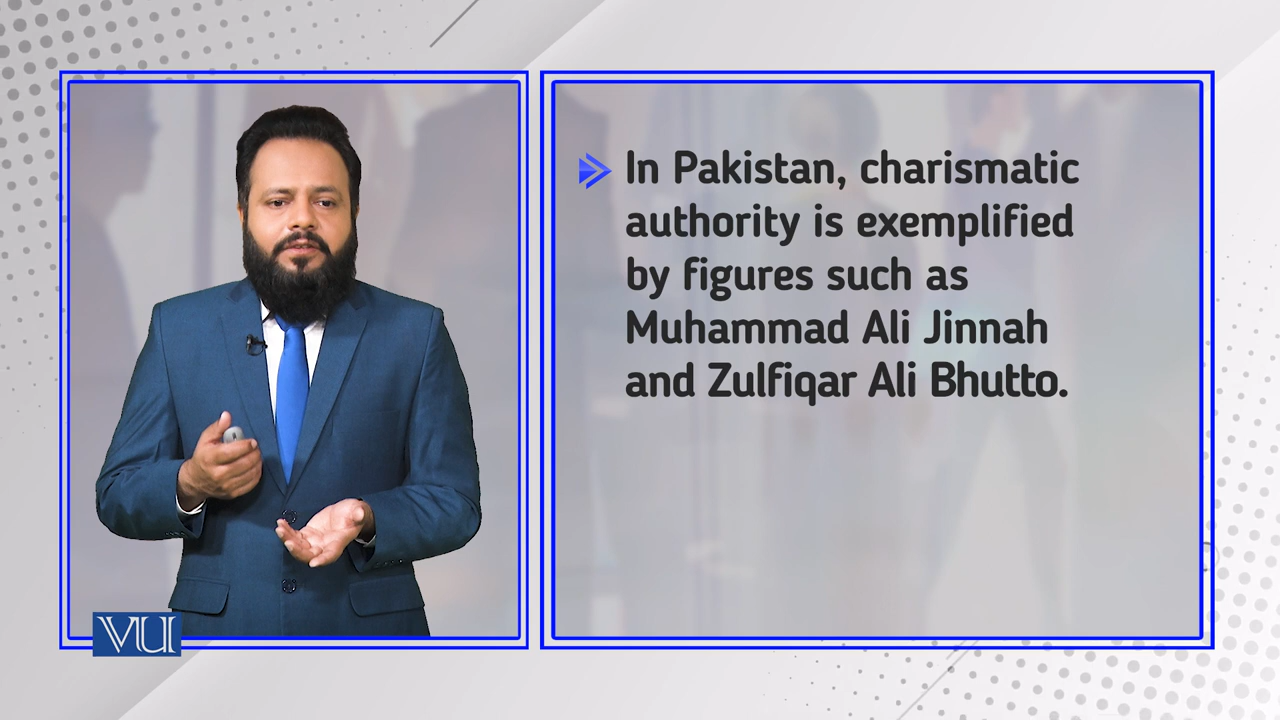 In Pakistan, charismatic
authority is exemplified
by figures such as
Muhammad Ali Jinnah
and Zulfiqar Ali Bhutto.
VU